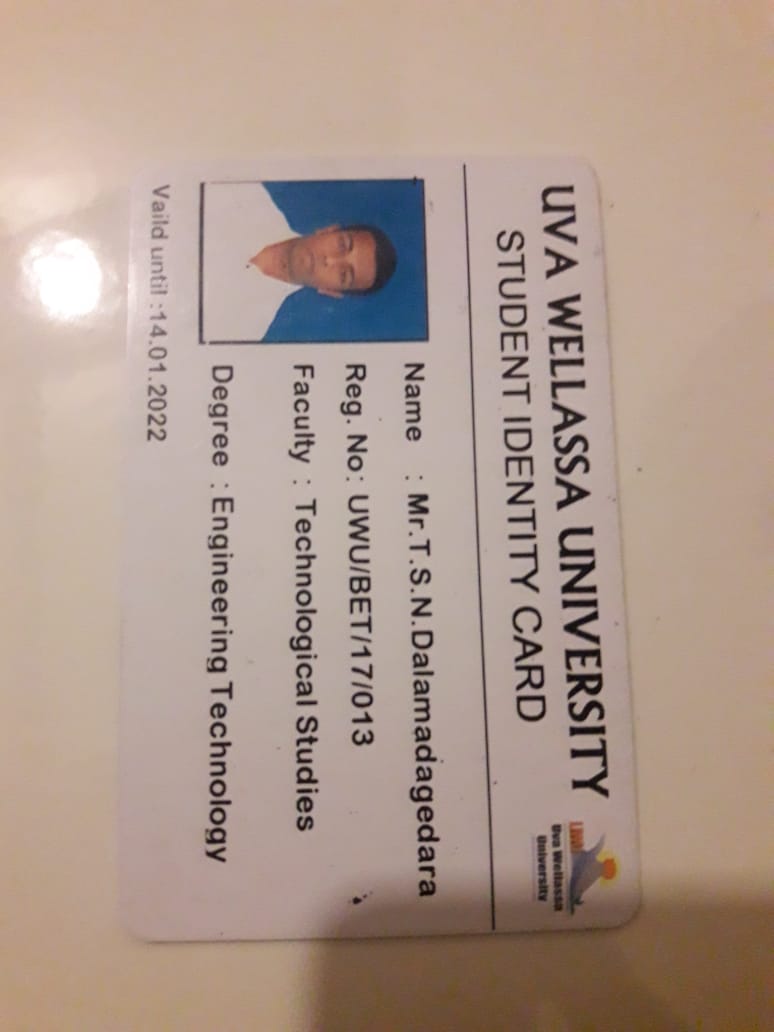 UVA WELLASSA UNIVERSITY
STUDENT IDENTITY CARD
UWU
Uva Wellassa
University
Name : Mr.T.S.N.Dalamadagedara
Reg. No: UWU/BET/17/013
Faculty : Technological Studies
Degree : Engineering Technology
Vaild until :14.01.2022